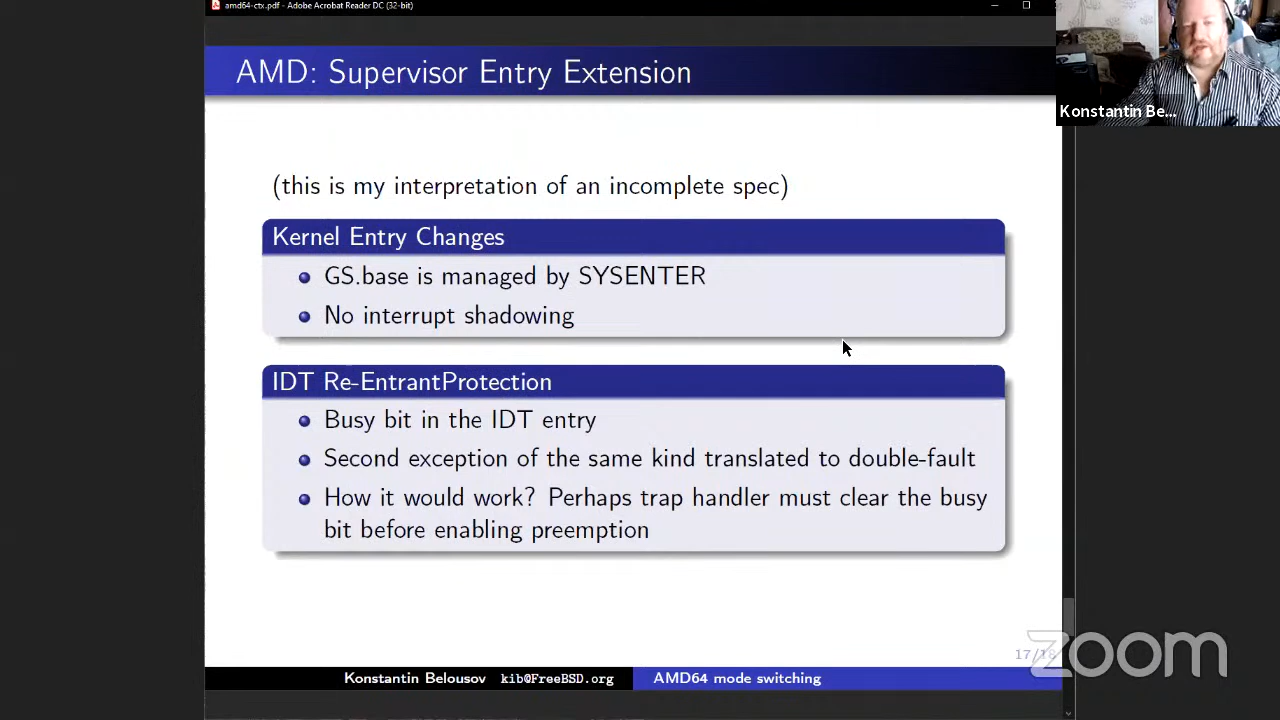 amd64-ctx.pdf - Adobe Acrobat Reader DC (32-bit)
AMD: Supervisor Entry Extension
Konstantin Be...
(this is my interpretation of an incomplete spec)
Kernel Entry Changes
GS.base is managed by SYSENTER
No interrupt shadowing
IDT Re-EntrantProtection
Busy bit in the IDT entry
Second exception of the same kind translated to double-fault
How it would work? Perhaps trap handler must clear the busy
bit before enabling preemption
17/18
zoom
Konstantin Belousov kib@FreeBSD.org AMD64 mode switching